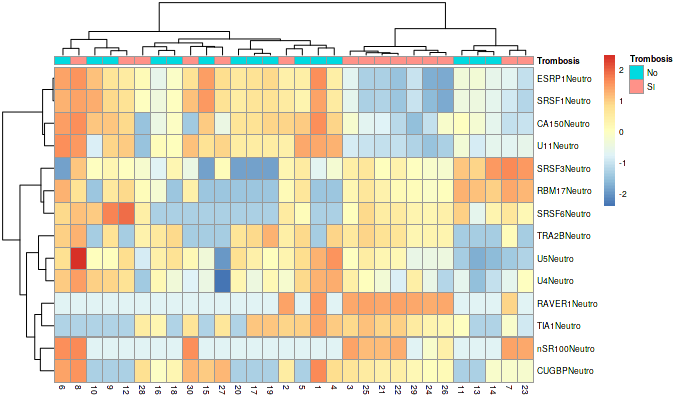 Trombosis
ESRP1Neutro
SRSF1Neutro
CA150Neutro
U11Neutro
SRSF3Neutro
RBM17Neutro
SRSF6Neutro
TRA2BNeutro
U5Neutro
U4Neutro
RAVER1Neutro
TIA1Neutro
nSR100Neutro
CUGBPNeutro
6 8 10 9 12 28 16 18 30 15 27 20 17 19 2 5 1 4 3 25 21 22 29 24 26 11 13 14 7 23
2
1
0
-1
-2
Trombosis
No
SI